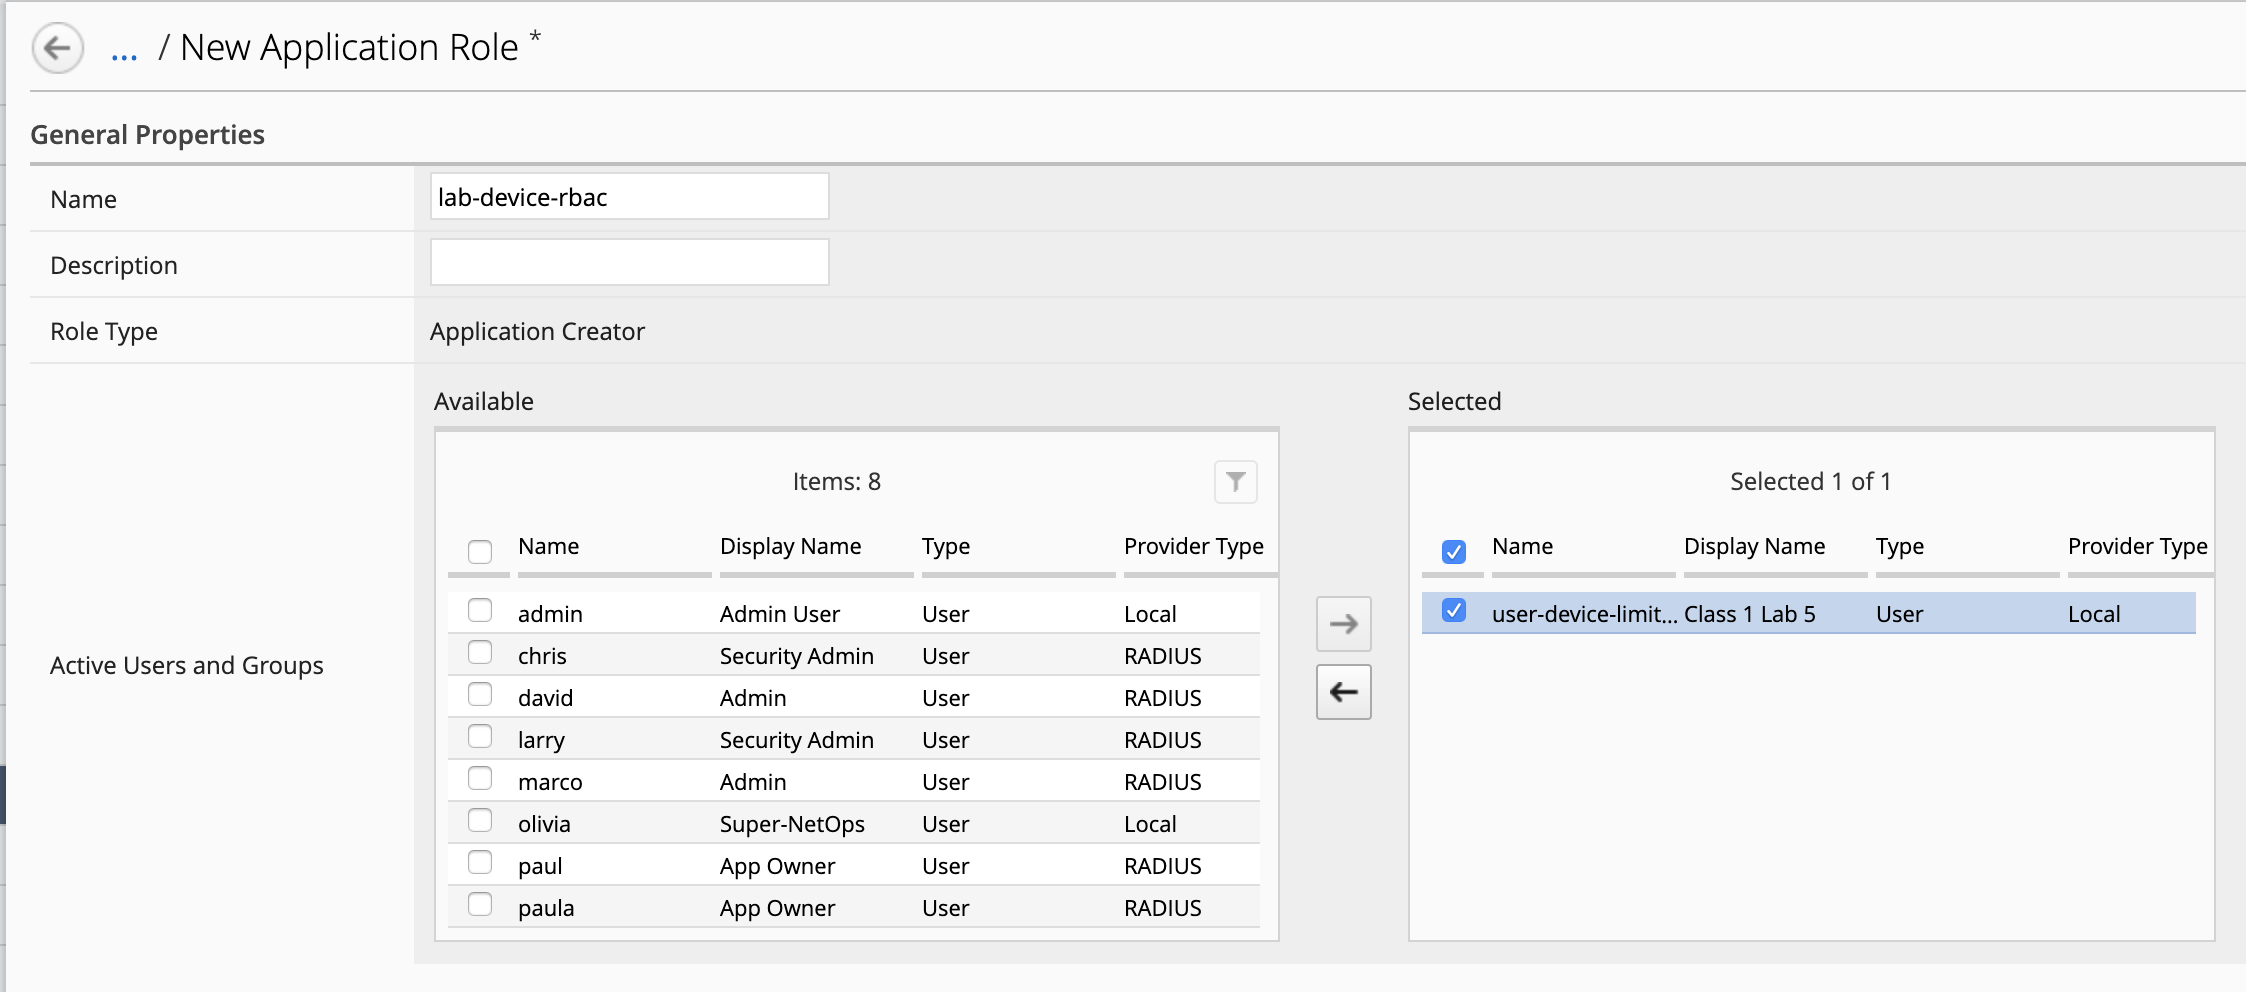 ... / New Application Role *
General Properties
Name lab-device-rbac
Description
Role Type Application Creator
Active Users and Groups
Available
Items: 8
Name Display Name Type Provider Type
admin Admin User User Local
chris Security Admin User RADIUS
david Admin User RADIUS
larry Security Admin User RADIUS
marco Admin User RADIUS
olivia Super-NetOps User Local
paul App Owner User RADIUS
paula App Owner User RADIUS
Selected
Selected 1 of 1
Name Display Name Type Provider Type
user-device-limit... Class 1 Lab 5 User Local